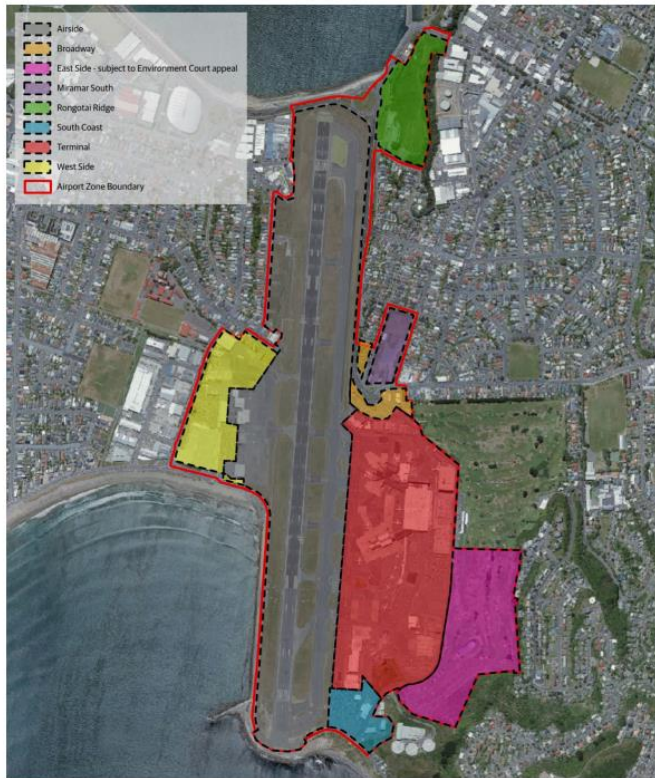 Airside
Broadway
East Side - subject to Environment Court appeal
Miramar South
Rongotai Ridge
South Coast
Terminal
West Side
Airport Zone Boundary